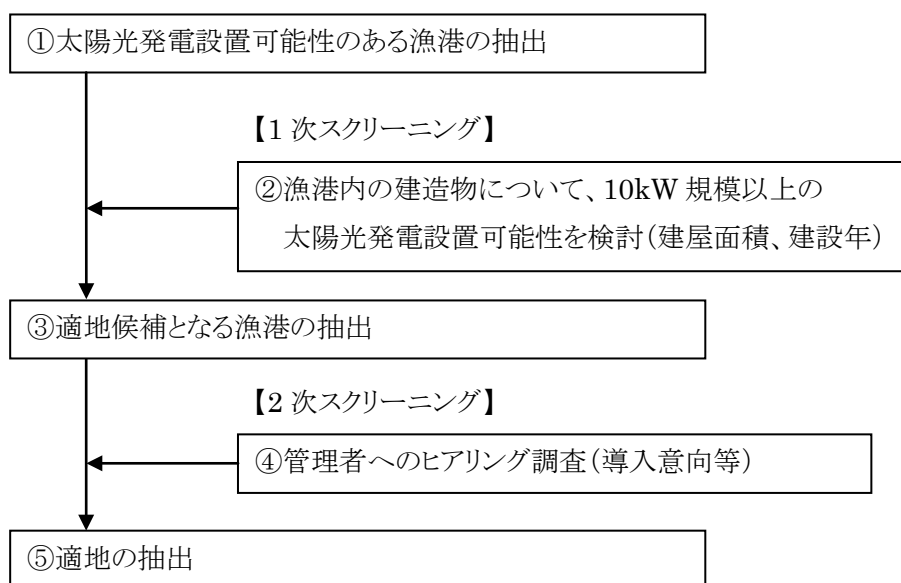 ①太陽光発電設置可能性のある漁港の抽出
【1 次スクリーニング】
②漁港内の建造物について、10kW 規模以上の
太陽光発電設置可能性を検討(建屋面積、建設年)
③適地候補となる漁港の抽出
【2 次スクリーニング】
④管理者へのヒアリング調査(導入意向等)
⑤適地の抽出